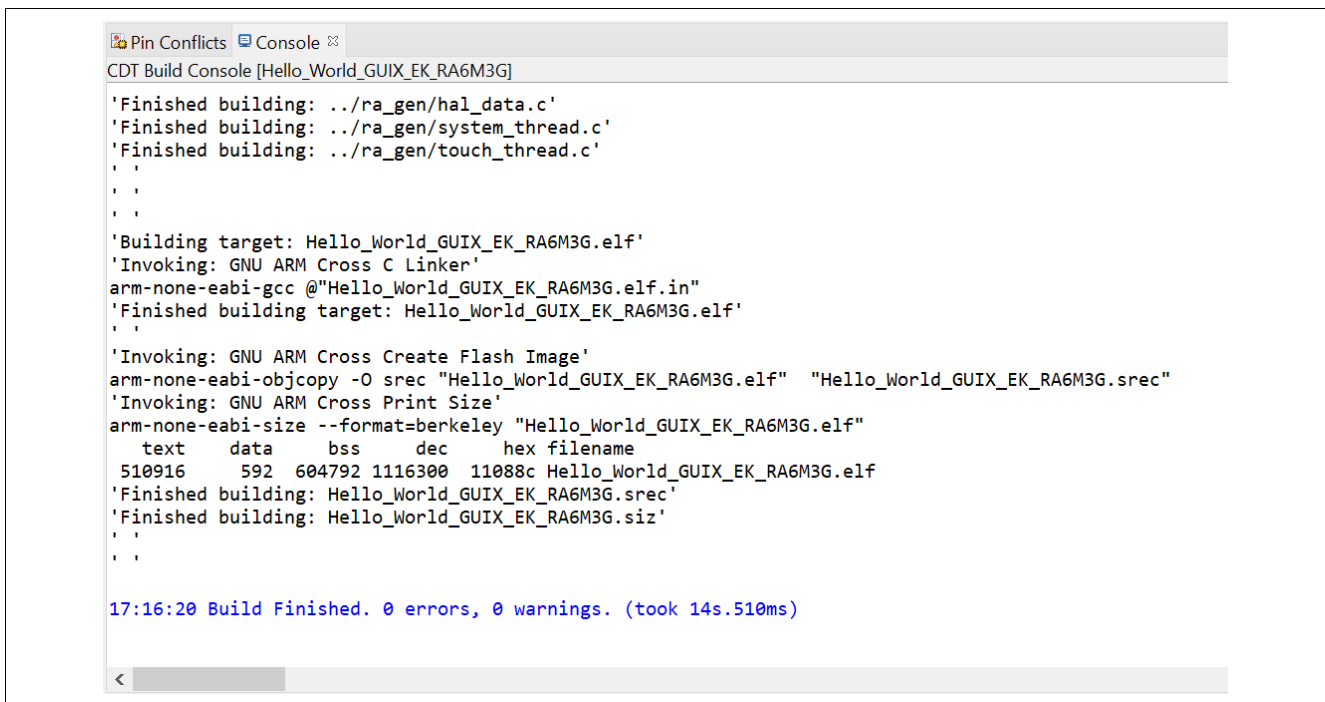 Pin Conflicts Console
CDT Build Console [Hello_World_GUIX_EK_RA6M3G]
'Finished building: ../ra_gen/hal_data.c'
'Finished building: ../ra_gen/system_thread.c'
'Finished building: ../ra_gen/touch_thread.c'
' '
' '
' '
'Building target: Hello_World_GUIX_EK_RA6M3G.elf'
'Invoking: GNU ARM Cross C Linker'
arm-none-eabi-gcc @"Hello_World_GUIX_EK_RA6M3G.elf.in"
'Finished building target: Hello_World_GUIX_EK_RA6M3G.elf'
' '
'Invoking: GNU ARM Cross Create Flash Image'
arm-none-eabi-objcopy -O srec "Hello_World_GUIX_EK_RA6M3G.elf"  "Hello_World_GUIX_EK_RA6M3G.srec"
'Invoking: GNU ARM Cross Print Size'
arm-none-eabi-size --format=berkeley "Hello_World_GUIX_EK_RA6M3G.elf"
   text    data     bss     dec     hex filename
 510916     592  604792 1116300  11088c Hello_World_GUIX_EK_RA6M3G.elf
'Finished building: Hello_World_GUIX_EK_RA6M3G.srec'
'Finished building: Hello_World_GUIX_EK_RA6M3G.siz'
' '
' '
17:16:20 Build Finished. 0 errors, 0 warnings. (took 14s.510ms)